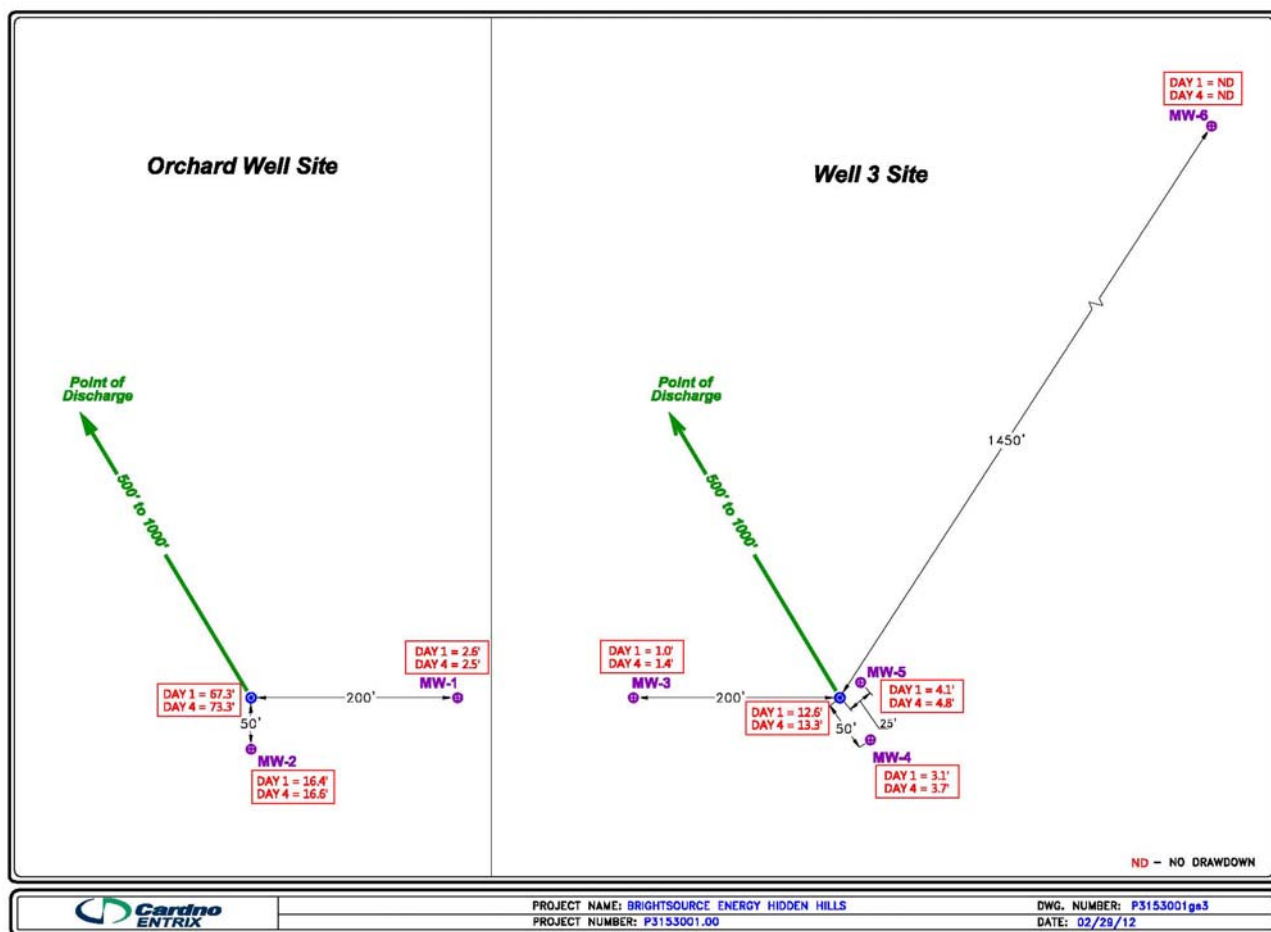 Orchard Well Site
Point of
Discharge
500' to 1000'
DAY 1 = 67.3'
DAY 4 = 73.3'
200'
DAY 1 = 2.6'
DAY 4 = 2.5'
MW-1
50'
MW-2
DAY 1 = 16.4'
DAY 4 = 16.6'
Well 3 Site
DAY 1 = ND
DAY 4 = ND
MW-6
1450'
Point of
Discharge
500' to 1000'
DAY 1 = 1.0'
DAY 4 = 1.4'
MW-3
200'
DAY 1 = 12.6'
DAY 4 = 13.3'
MW-5
DAY 1 = 4.1'
DAY 4 = 4.8'
25'
50'
MW-4
DAY 1 = 3.1'
DAY 4 = 3.7'
ND - NO DRAWDOWN
Cardno
ENTRIX
PROJECT NAME: BRIGHTSOURCE ENERGY HIDDEN HILLS
PROJECT NUMBER: P3153001.00
DWG. NUMBER: P3153001gs3
DATE: 02/29/12